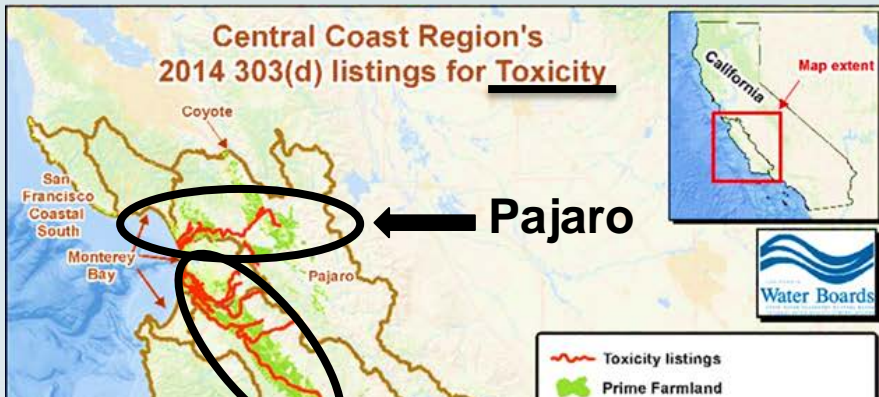 Central Coast Region's
2014 303(d) listings for Toxicity
Coyote
San
Francisco
Coastal
South
Monterey
Bay
Pajaro
Pajaro
California
Map extent
Water Boards
Toxicity listings
Prime Farmland